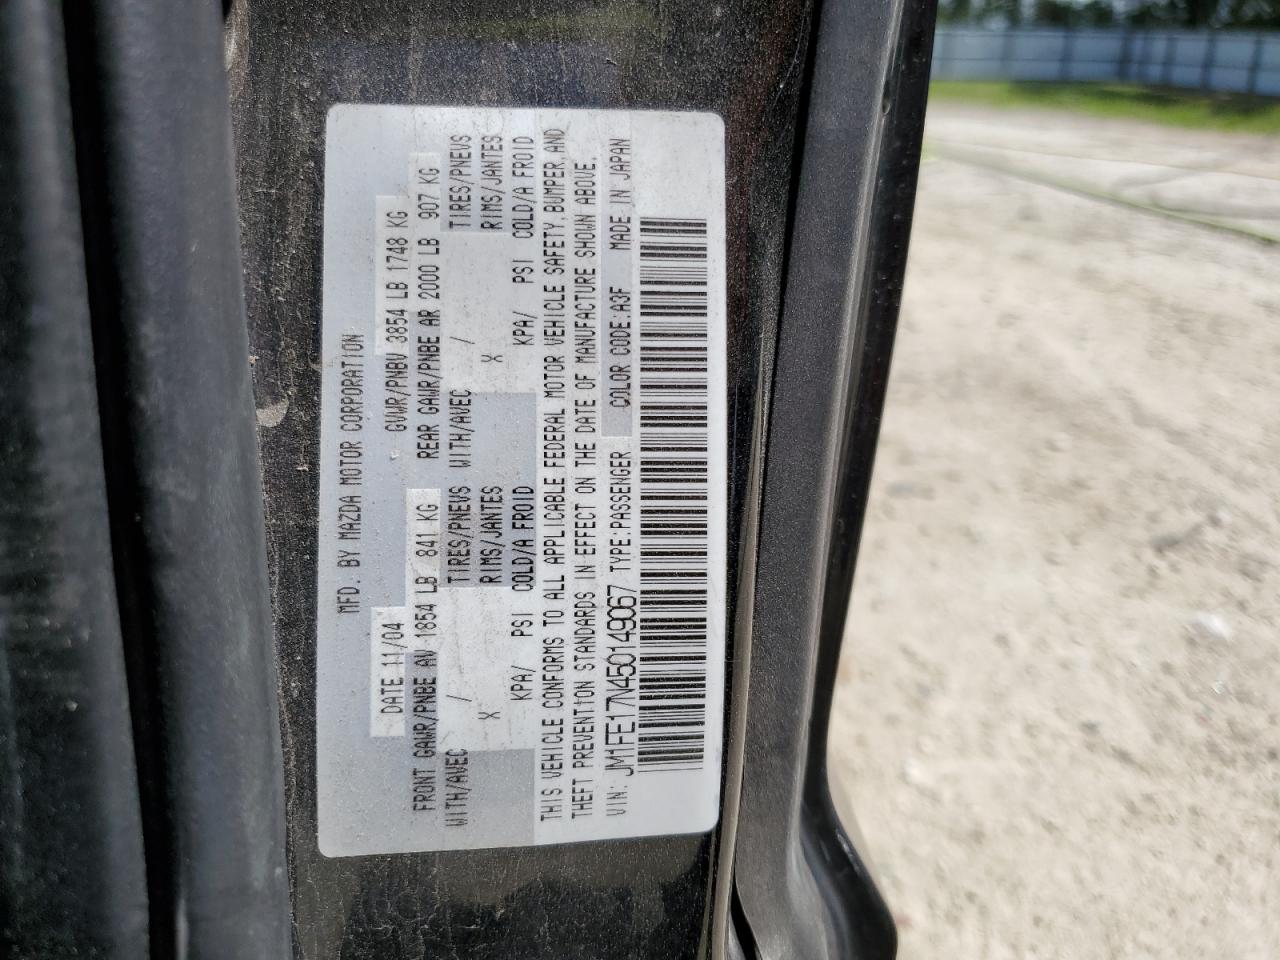 MFD. BY MAZDA MOTOR CORPORATION
DATE 11/04 GVWR/PNBV 3854 LB 1748 KG
FRONT GAWR/PNBE AV 1854 LB 841 KG REAR GAWR/PNBE AR 2000 LB 907 KG
WITH/AVEC / TIRES/PNEVS WITH/AVEC / TIRES/PNEVS
X RIMS/JANTES X RIMS/JANTES
KPA/ PSI COLD/A FROID KPA/ PSI COLD/A FROID
THIS VEHICLE CONFORMS TO ALL APPLICABLE FEDERAL MOTOR VEHICLE SAFETY, BUMPER, AND
THEFT PREVENTION STANDARDS IN EFFECT ON THE DATE OF MANUFACTURE SHOWN ABOVE.
VIN: JM1FE17N450149067 TYPE:PASSENGER COLOR CODE:A3F MADE IN JAPAN